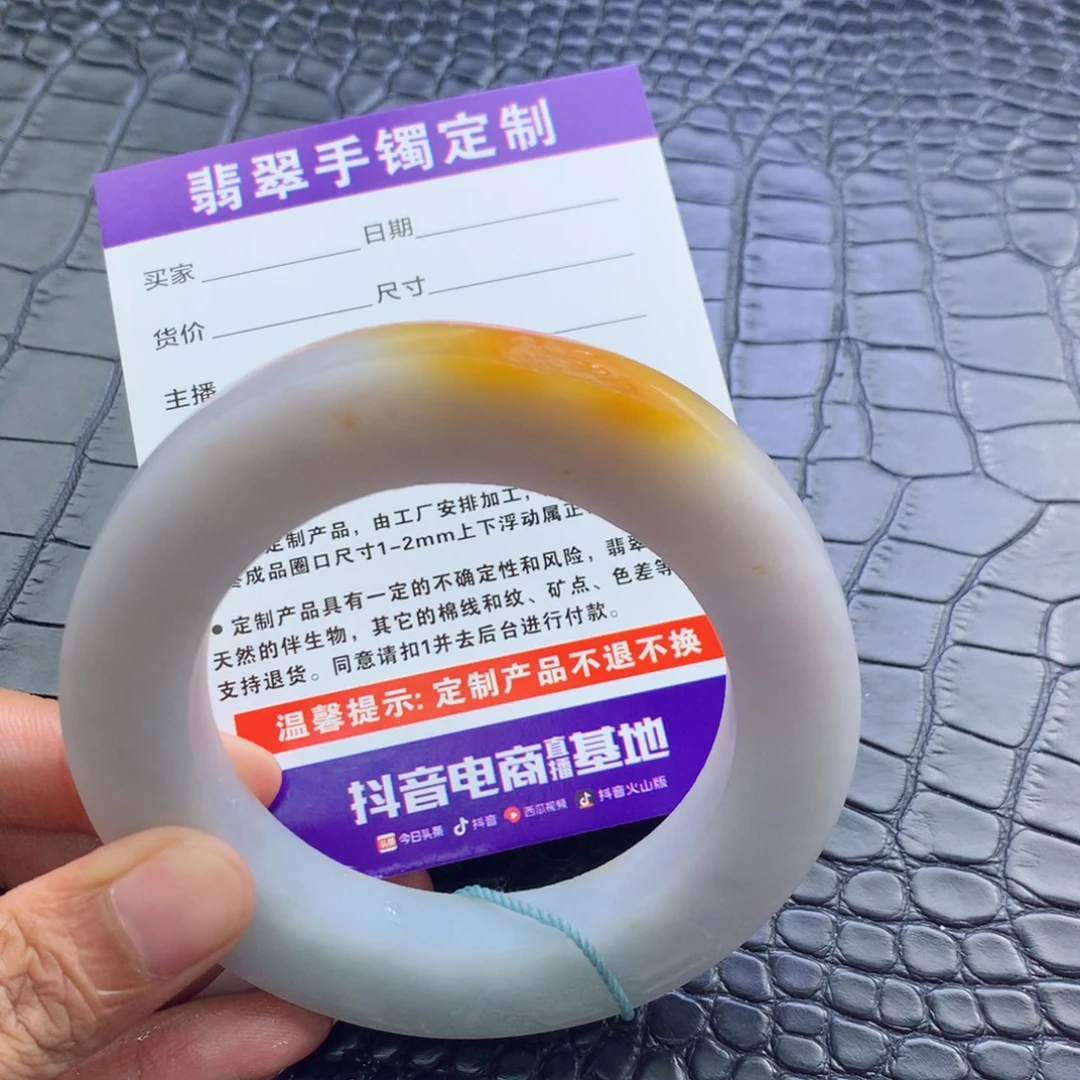 翡翠手镯定制
买家 日期
货价 尺寸
主播
定制产品，由工厂安排加工，
成品圈口尺寸1-2mm上下浮动属正
● 定制产品具有一定的不确定性和风险，翡翠
天然的伴生物，其它的棉线和纹、矿点、色差等
支持退货。同意请扣1并去后台进行付款。
温馨提示: 定制产品不退不换
抖音电商直播基地
头条 今日头条 抖音 西瓜视频 抖音火山版